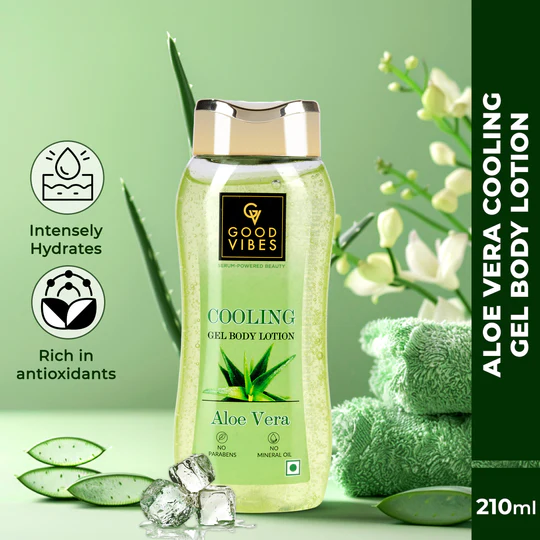 Intensely
Hydrates
Rich in
antioxidants
GV
GOOD
VIBES
SERUM-POWERED BEAUTY
COOLING
GEL BODY LOTION
Aloe Vera
NO
PARABENS
NO
MINERAL OIL
ALOE VERA COOLING
GEL BODY LOTION
210ml